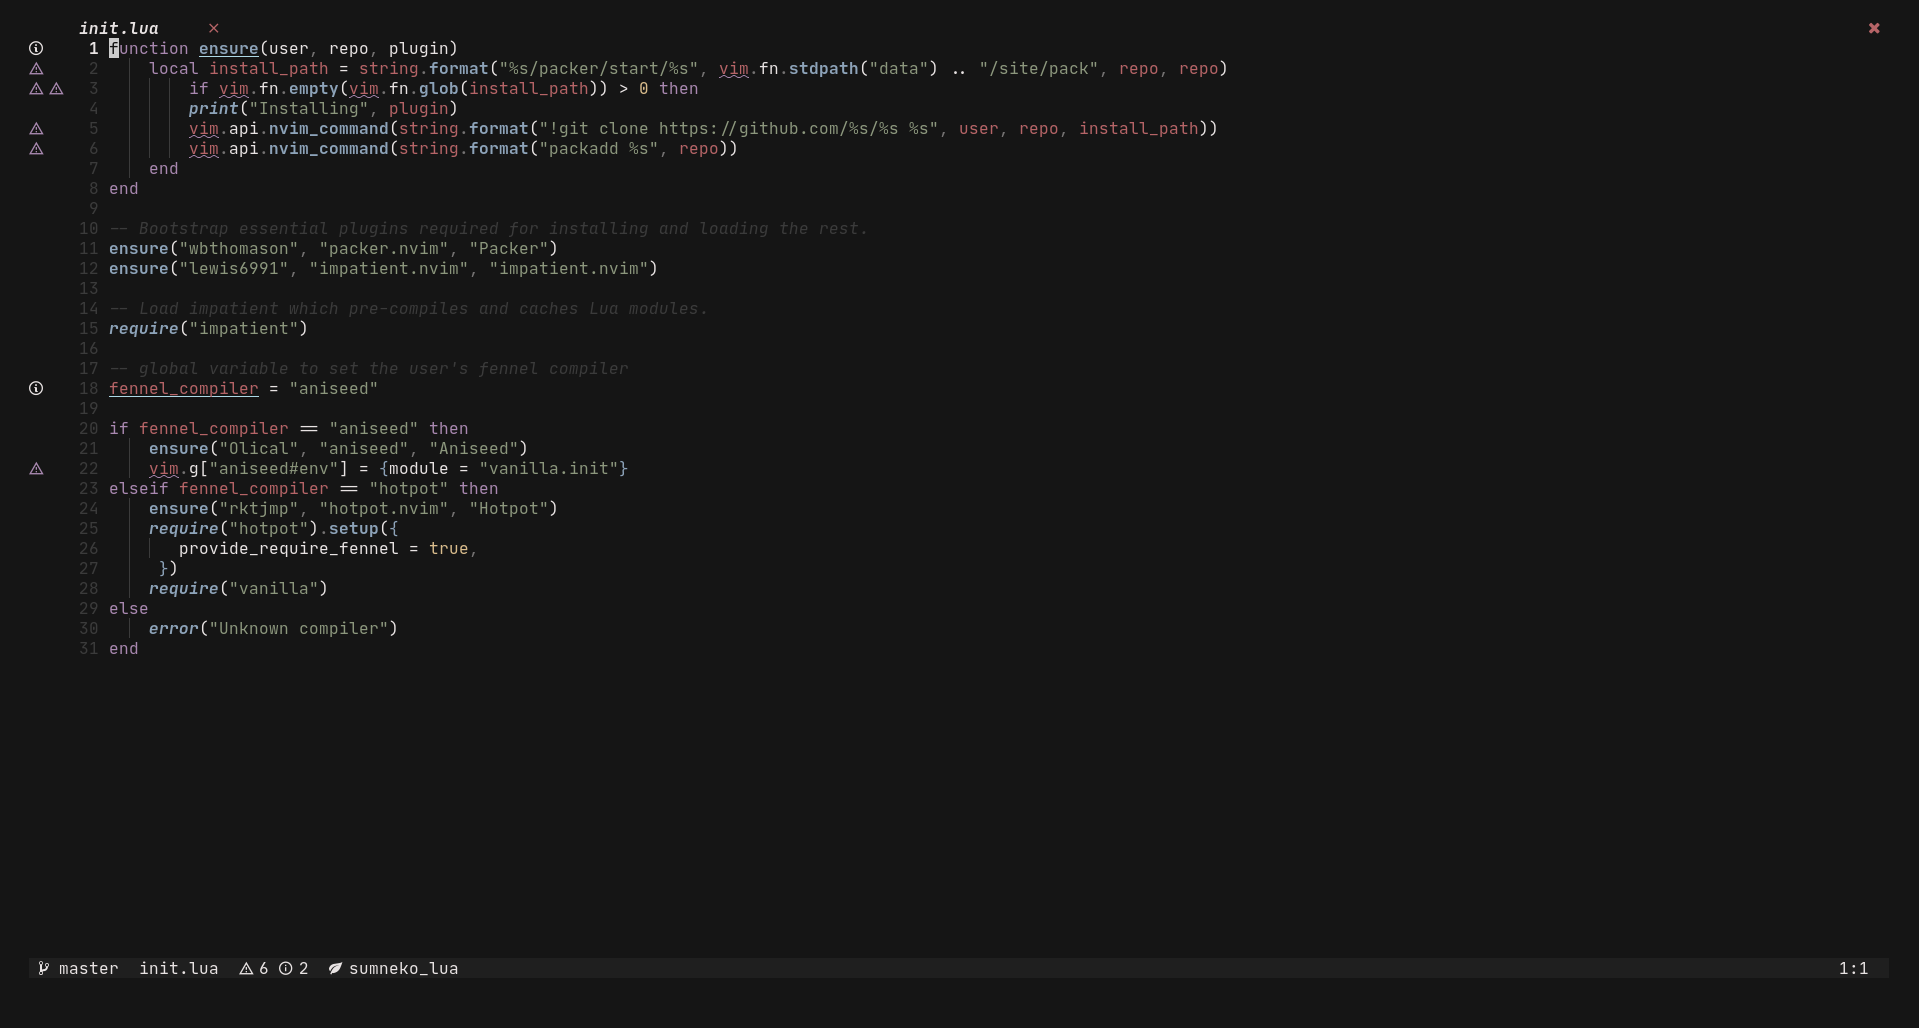 init.lua ×
1 function ensure(user, repo, plugin)
2 local install_path = string.format("%s/packer/start/%s", vim.fn.stdpath("data") .. "/site/pack", repo, repo)
3 if vim.fn.empty(vim.fn.glob(install_path)) > 0 then
4 print("Installing", plugin)
5 vim.api.nvim_command(string.format("!git clone https://github.com/%s/%s %s", user, repo, install_path))
6 vim.api.nvim_command(string.format("packadd %s", repo))
7 end
8 end
9
10 -- Bootstrap essential plugins required for installing and loading the rest.
11 ensure("wbthomason", "packer.nvim", "Packer")
12 ensure("lewis6991", "impatient.nvim", "impatient.nvim")
13
14 -- Load impatient which pre-compiles and caches Lua modules.
15 require("impatient")
16
17 -- global variable to set the user's fennel compiler
18 fennel_compiler = "aniseed"
19
20 if fennel_compiler == "aniseed" then
21 ensure("Olical", "aniseed", "Aniseed")
22 vim.g["aniseed#env"] = {module = "vanilla.init"}
23 elseif fennel_compiler == "hotpot" then
24 ensure("rktjmp", "hotpot.nvim", "Hotpot")
25 require("hotpot").setup({
26 provide_require_fennel = true,
27 })
28 require("vanilla")
29 else
30 error("Unknown compiler")
31 end
master init.lua 6 2 sumneko_lua 1:1